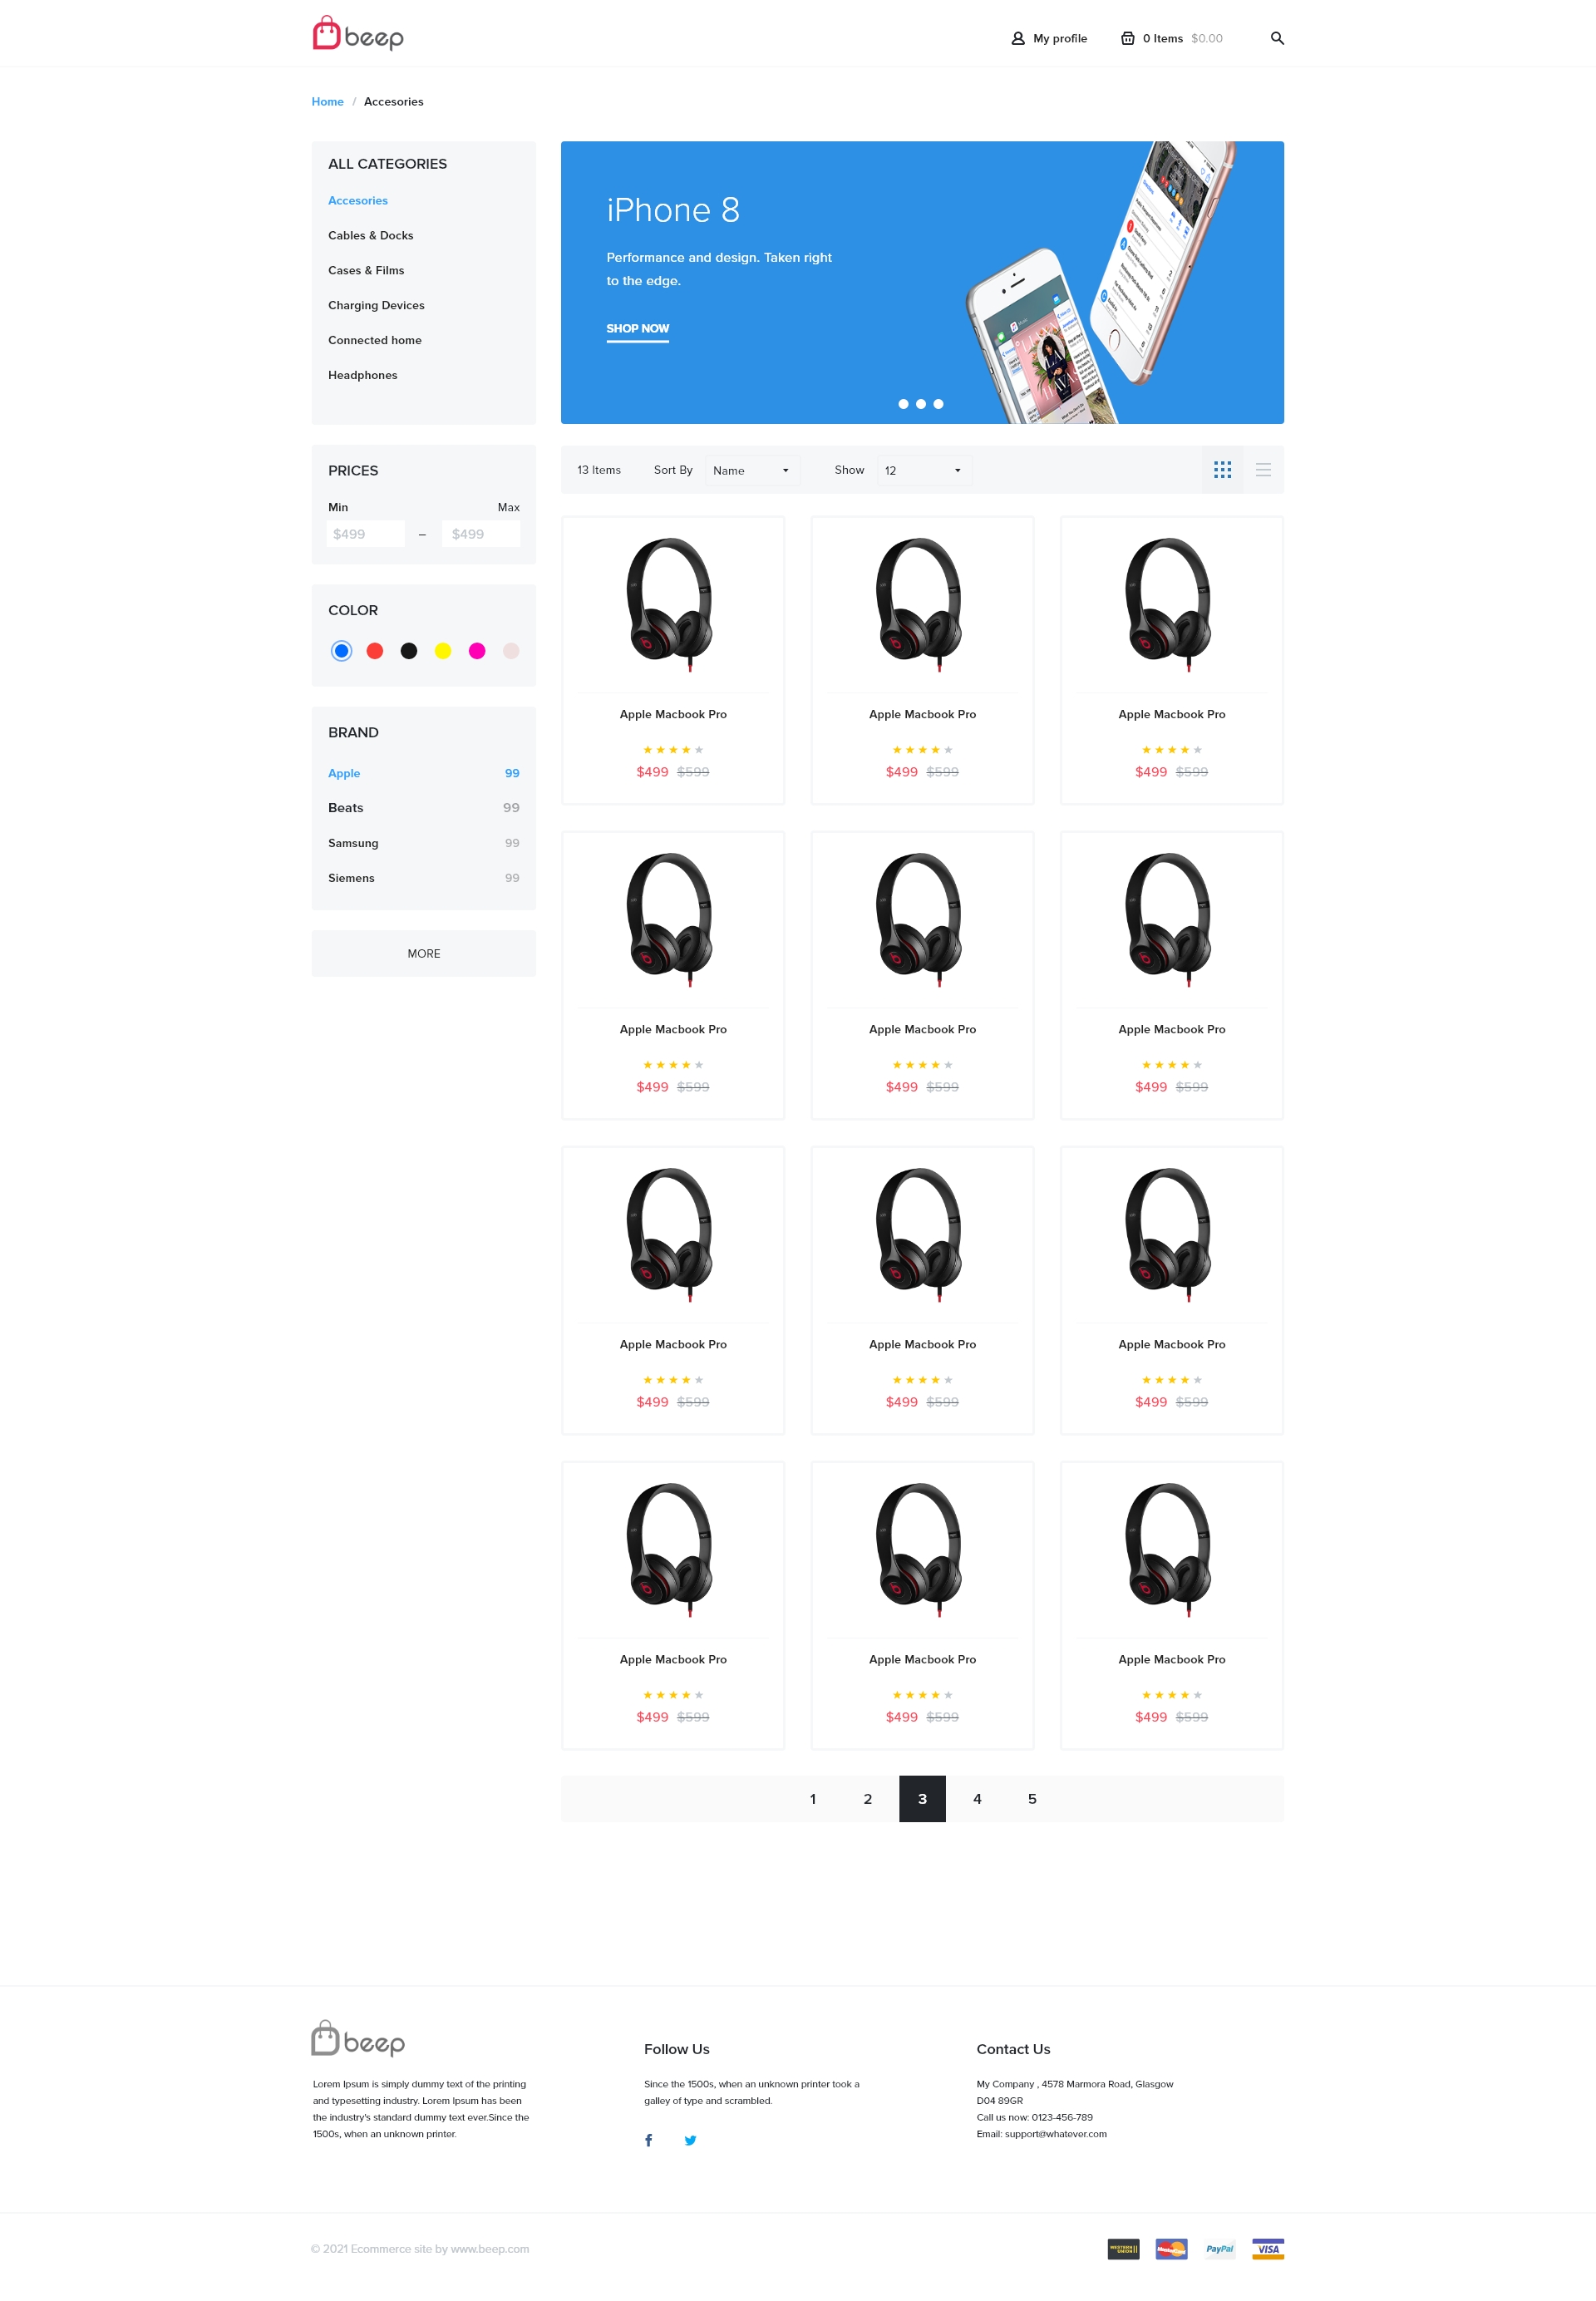 beep
My profile
0 Items $0.00
Home / Accesories
ALL CATEGORIES
Accesories
Cables & Docks
Cases & Films
Charging Devices
Connected home
Headphones
iPhone 8
Performance and design. Taken right
to the edge.
SHOP NOW
PRICES
Min Max
$499 – $499
COLOR
BRAND
Apple 99
Beats 99
Samsung 99
Siemens 99
MORE
13 Items Sort By Name Show 12
Apple Macbook Pro Apple Macbook Pro Apple Macbook Pro
$499 $599 $499 $599 $499 $599
Apple Macbook Pro Apple Macbook Pro Apple Macbook Pro
$499 $599 $499 $599 $499 $599
Apple Macbook Pro Apple Macbook Pro Apple Macbook Pro
$499 $599 $499 $599 $499 $599
Apple Macbook Pro Apple Macbook Pro Apple Macbook Pro
$499 $599 $499 $599 $499 $599
1 2 3 4 5
beep
Lorem Ipsum is simply dummy text of the printing
and typesetting industry. Lorem Ipsum has been
the industry's standard dummy text ever.Since the
1500s, when an unknown printer.
Follow Us
Since the 1500s, when an unknown printer took a
galley of type and scrambled.
Contact Us
My Company , 4578 Marmora Road, Glasgow
D04 89GR
Call us now: 0123-456-789
Email: support@whatever.com
© 2021 Ecommerce site by www.beep.com
WESTERN UNION MasterCard PayPal VISA